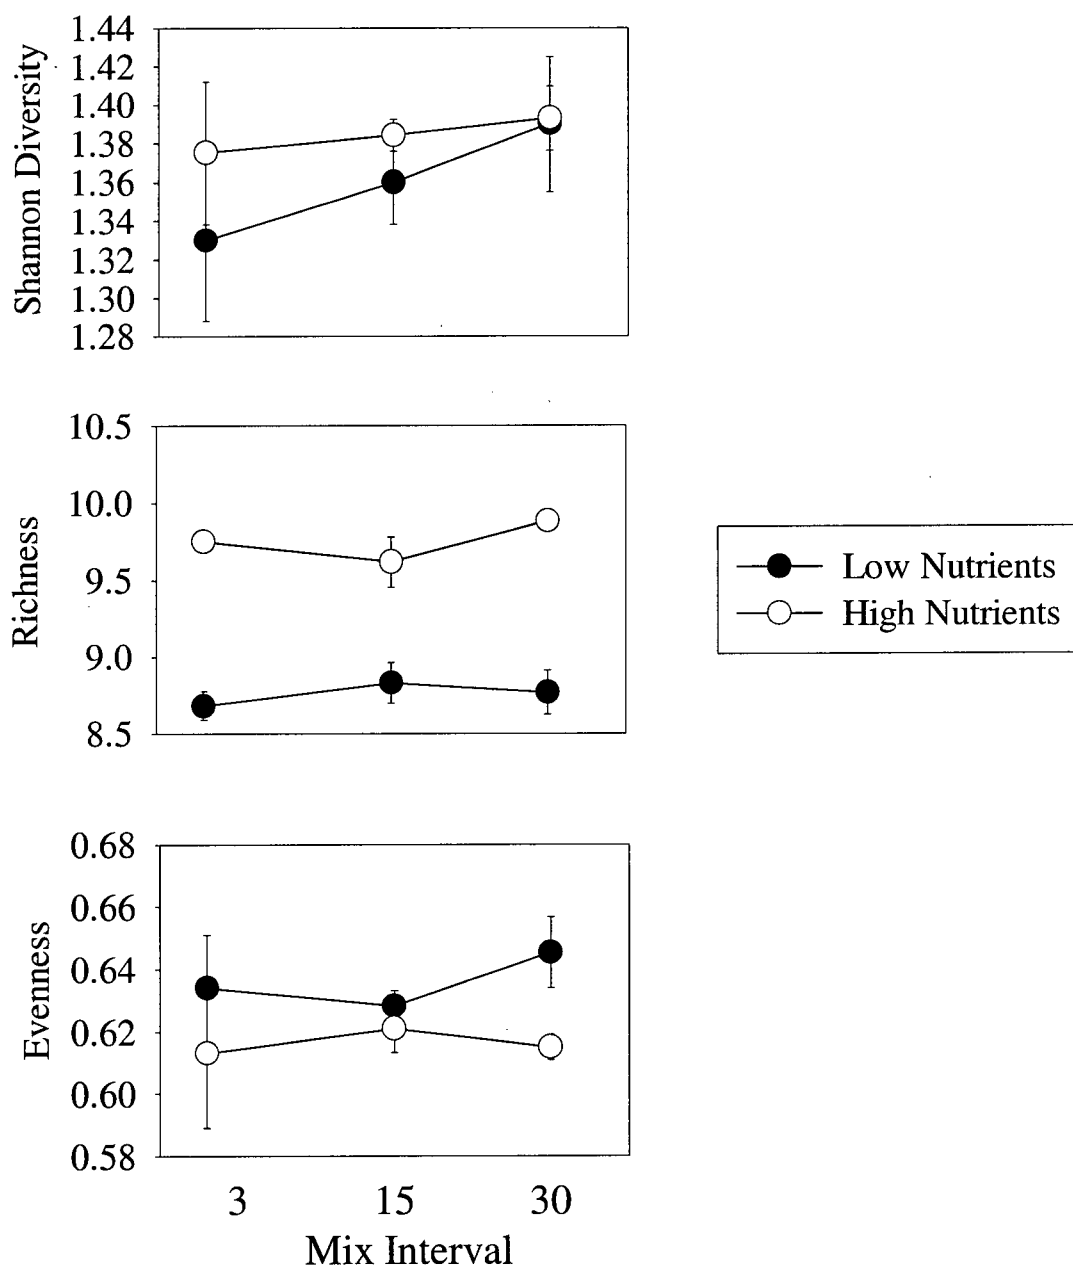 Shannon Diversity
1.44
1.42
1.40
1.38
1.36
1.34
1.32
1.30
1.28
Richness
10.5
10.0
9.5
9.0
8.5
Low Nutrients
High Nutrients
Evenness
0.68
0.66
0.64
0.62
0.60
0.58
3 15 30
Mix Interval